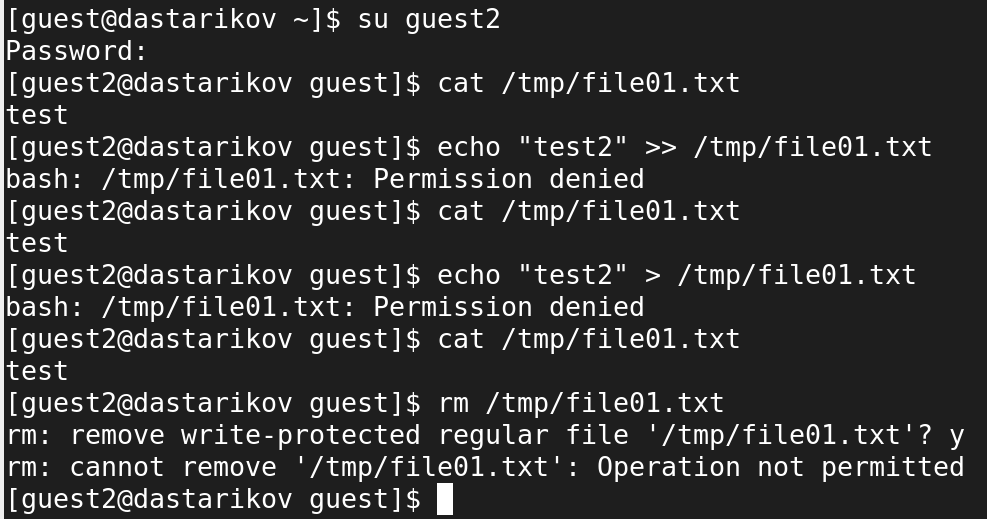 [guest@dastarikov ~]$ su guest2
Password:
[guest2@dastarikov guest]$ cat /tmp/file01.txt
test
[guest2@dastarikov guest]$ echo "test2" >> /tmp/file01.txt
bash: /tmp/file01.txt: Permission denied
[guest2@dastarikov guest]$ cat /tmp/file01.txt
test
[guest2@dastarikov guest]$ echo "test2" > /tmp/file01.txt
bash: /tmp/file01.txt: Permission denied
[guest2@dastarikov guest]$ cat /tmp/file01.txt
test
[guest2@dastarikov guest]$ rm /tmp/file01.txt
rm: remove write-protected regular file '/tmp/file01.txt'? y
rm: cannot remove '/tmp/file01.txt': Operation not permitted
[guest2@dastarikov guest]$